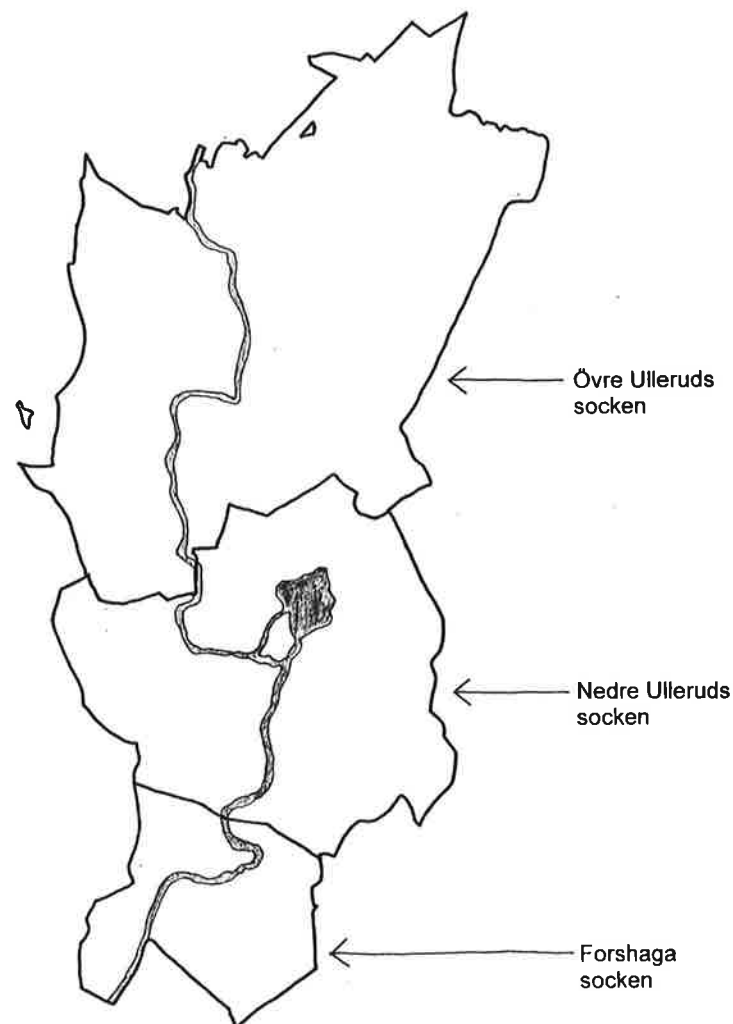 Övre Ulleruds
socken
Nedre Ulleruds
socken
Forshaga
socken